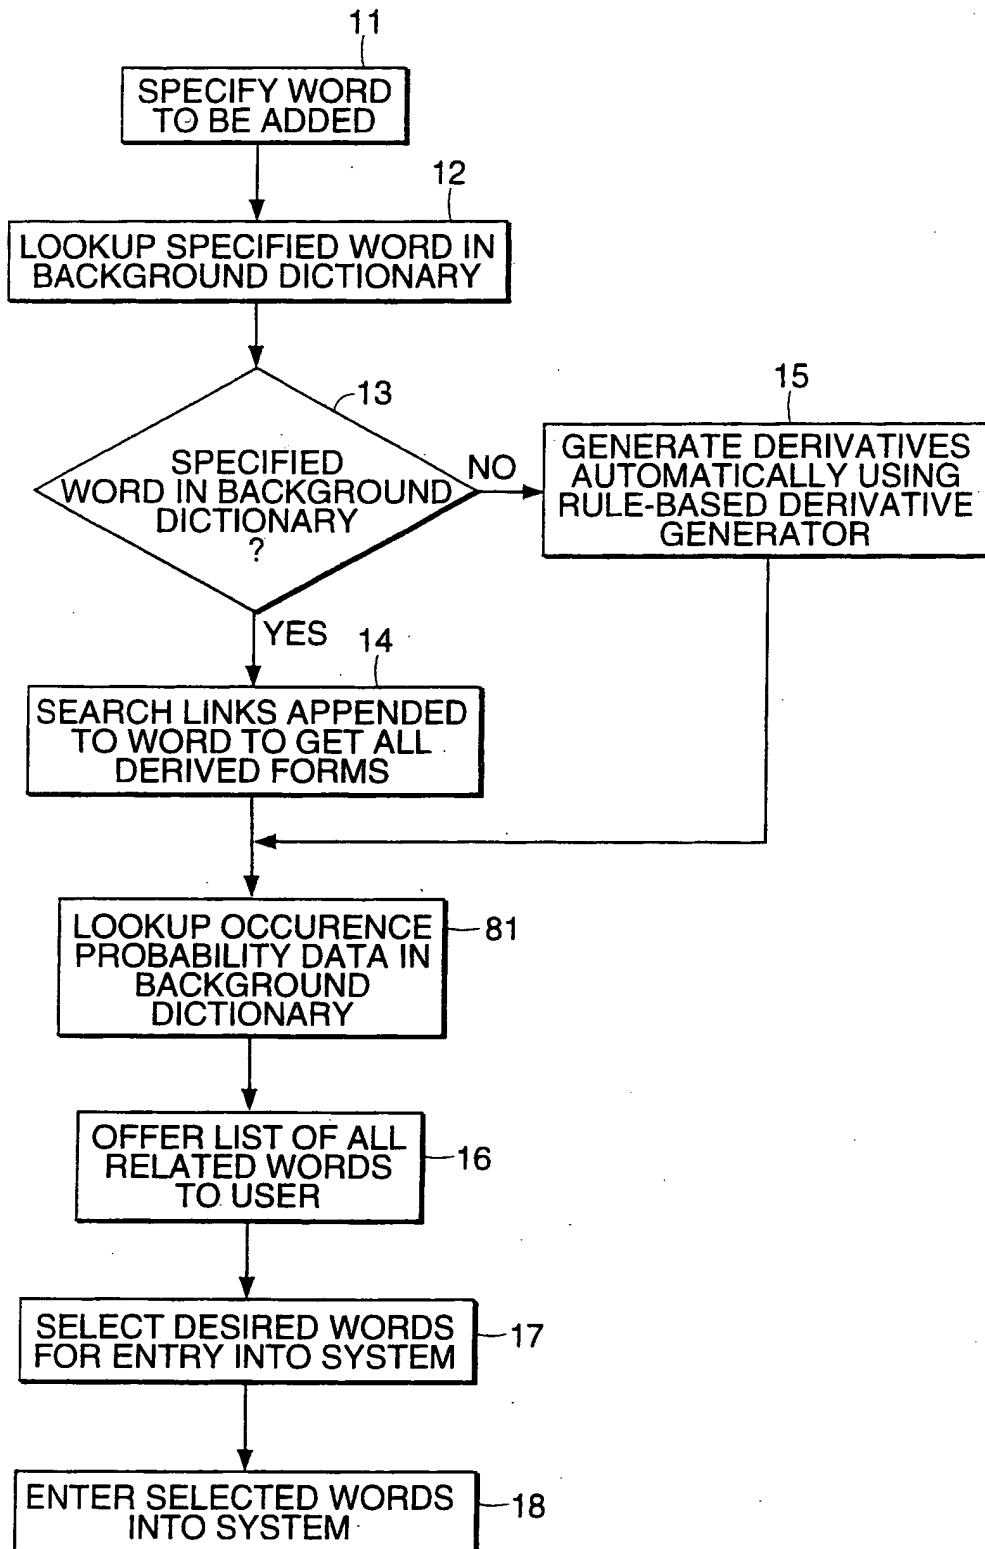 11
SPECIFY WORD
TO BE ADDED
12
LOOKUP SPECIFIED WORD IN
BACKGROUND DICTIONARY
13
SPECIFIED
WORD IN BACKGROUND
DICTIONARY
?
NO
15
GENERATE DERIVATIVES
AUTOMATICALLY USING
RULE-BASED DERIVATIVE
GENERATOR
YES
14
SEARCH LINKS APPENDED
TO WORD TO GET ALL
DERIVED FORMS
LOOKUP OCCURENCE
PROBABILITY DATA IN
BACKGROUND
DICTIONARY
81
OFFER LIST OF ALL
RELATED WORDS
TO USER
16
SELECT DESIRED WORDS
FOR ENTRY INTO SYSTEM
17
ENTER SELECTED WORDS
INTO SYSTEM
18